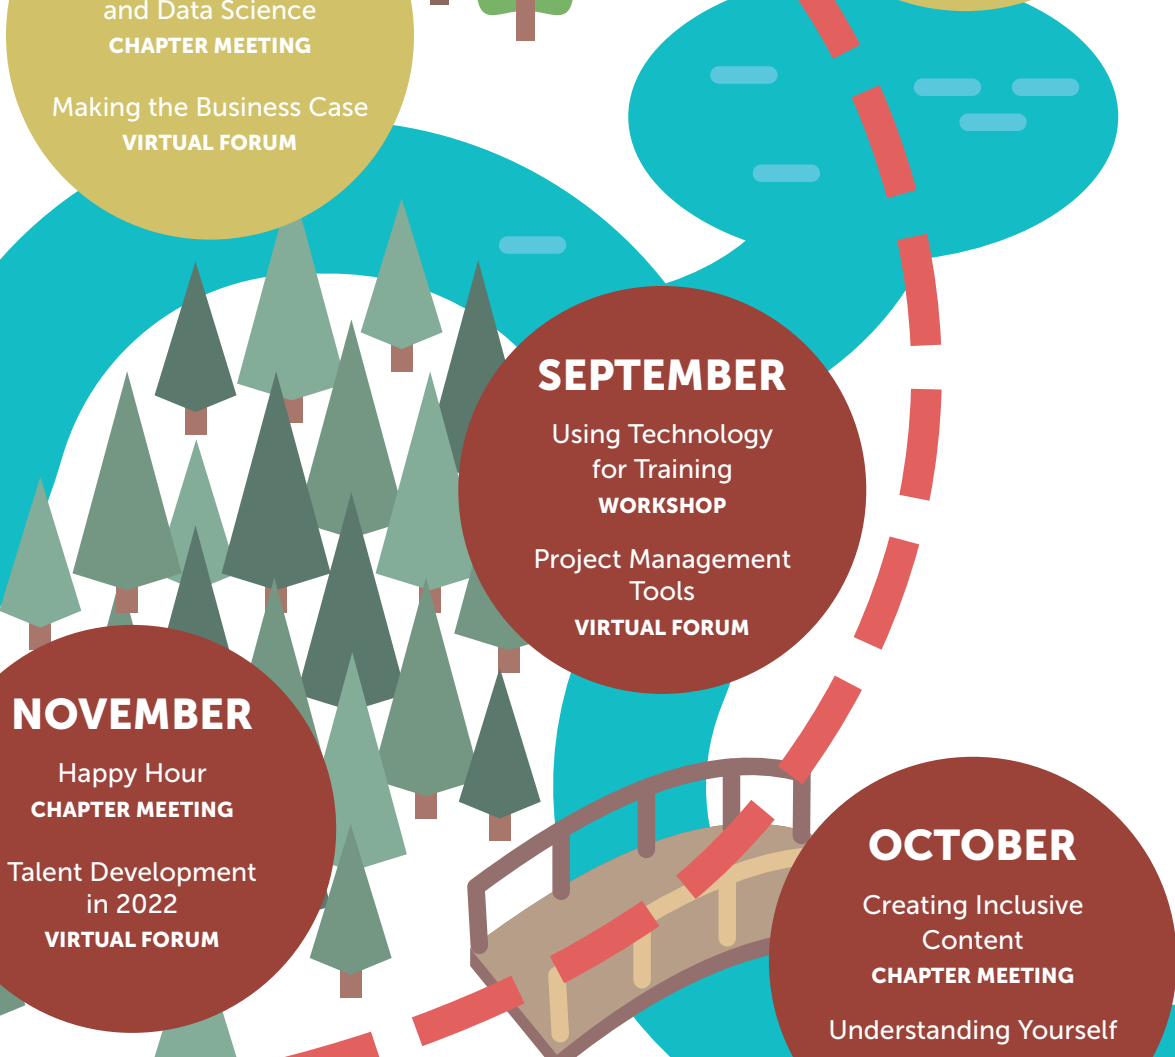 and Data Science
CHAPTER MEETING
Making the Business Case
VIRTUAL FORUM
SEPTEMBER
Using Technology
for Training
WORKSHOP
Project Management
Tools
VIRTUAL FORUM
NOVEMBER
Happy Hour
CHAPTER MEETING
Talent Development
in 2022
VIRTUAL FORUM
OCTOBER
Creating Inclusive
Content
CHAPTER MEETING
Understanding Yourself